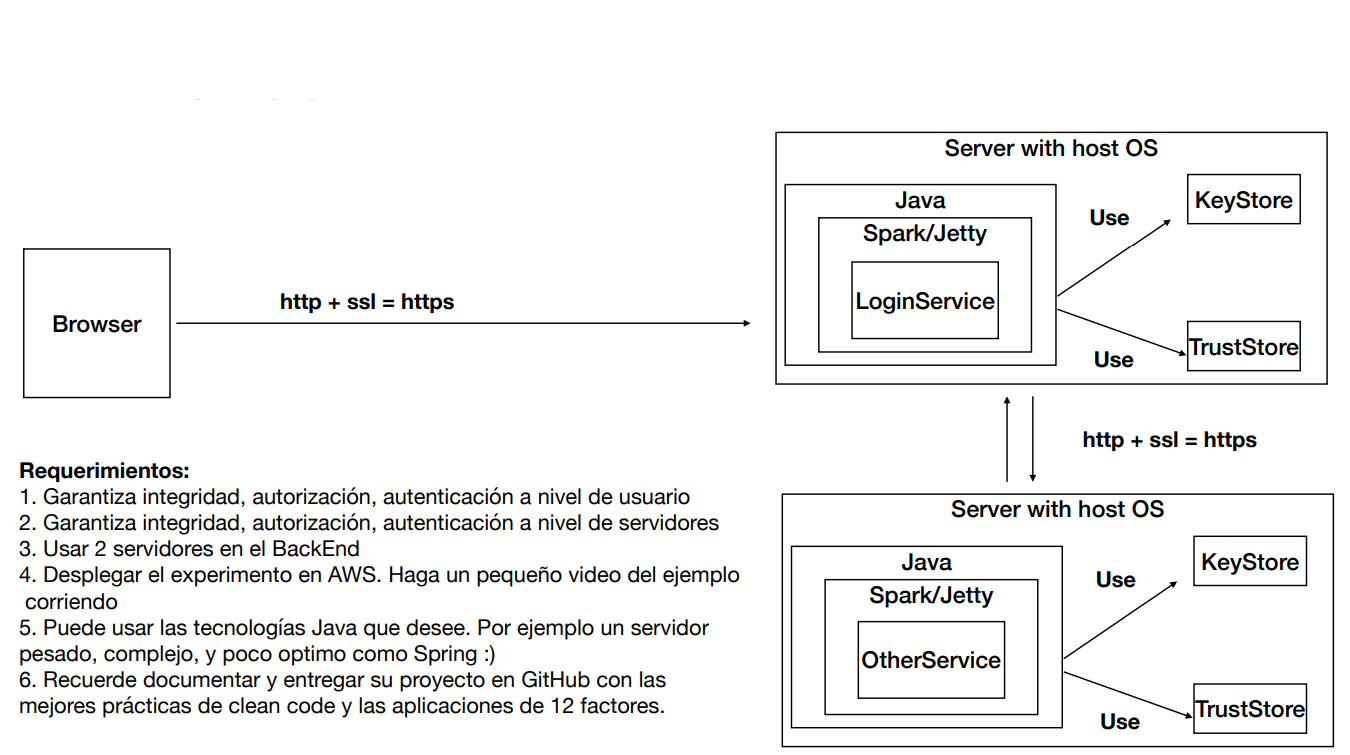 Server with host OS
Java
KeyStore
Use
Spark/Jetty
LoginService
http + ssl = https
Browser
TrustStore
Use
http + ssl = https
Requerimientos:
1. Garantiza integridad, autorización, autenticación a nivel de usuario
2. Garantiza integridad, autorización, autenticación a nivel de servidores
3. Usar 2 servidores en el BackEnd
4. Desplegar el experimento en AWS. Haga un pequeño video del ejemplo
corriendo
5. Puede usar las tecnologías Java que desee. Por ejemplo un servidor
pesado, complejo, y poco optimo como Spring :)
6. Recuerde documentar y entregar su proyecto en GitHub con las
mejores prácticas de clean code y las aplicaciones de 12 factores.
Server with host OS
Java
KeyStore
Use
Spark/Jetty
OtherService
TrustStore
Use